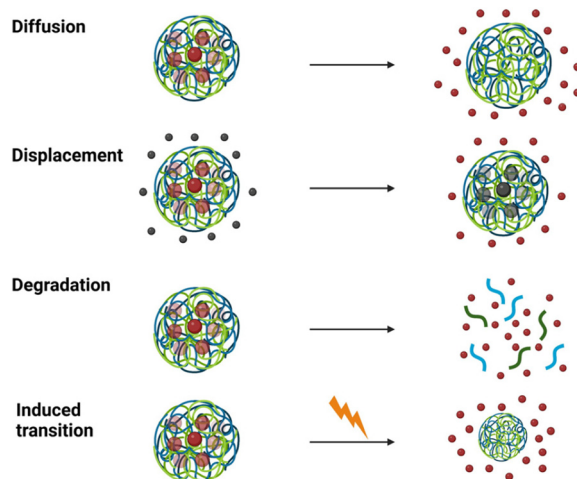 Diffusion
Displacement
Degradation
Induced
transition